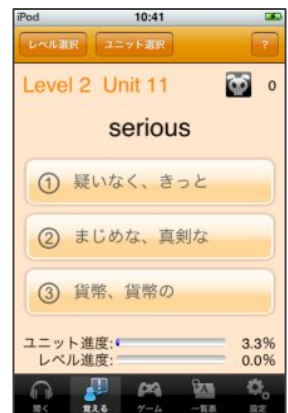 iPod 10:41
レベル選択 ユニット選択 ?
Level 2 Unit 11 0
serious
① 疑いなく、きっと
② まじめな、真剣な
③ 貨幣、貨幣の
ユニット進度: 3.3%
レベル進度: 0.0%
聞く 覚える ゲーム 一覧表 設定